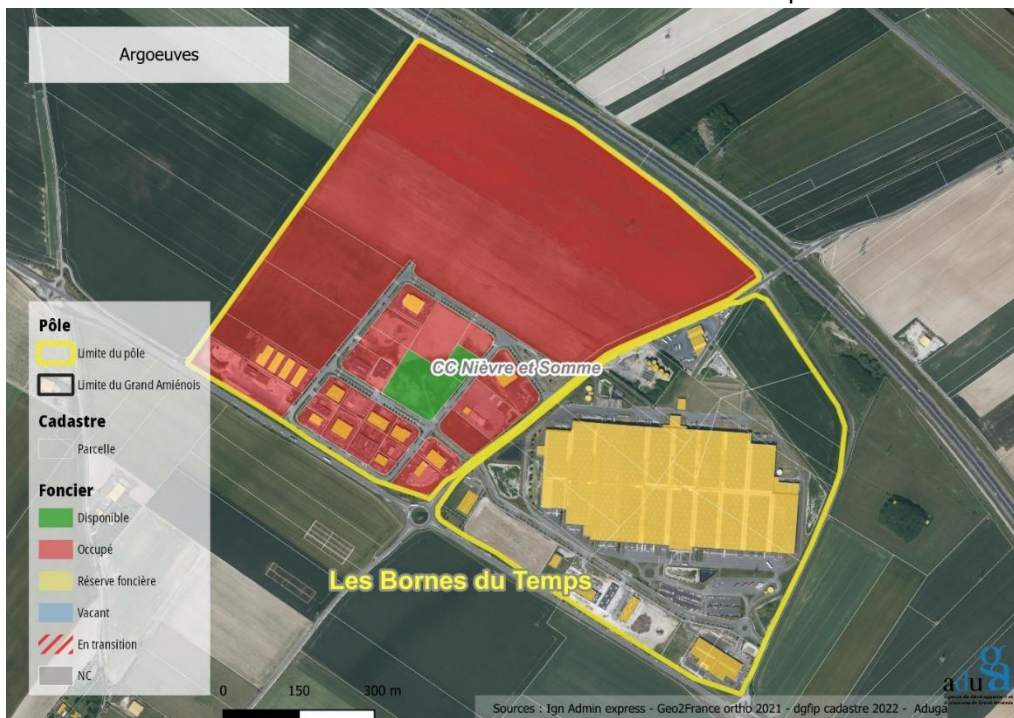 Argoeuves
CC Nièvre et Somme
Pôle
Limite du pôle
Limite du Grand Amiénois
Cadastre
Parcelle
Foncier
Disponible
Occupé
Réserve foncière
Vacant
En transition
NC
Les Bornes du Temps
0 150 300 m
Sources : Ign Admin express - Geo2France ortho 2021 - dgfip cadastre 2022 - Aduga
aduga